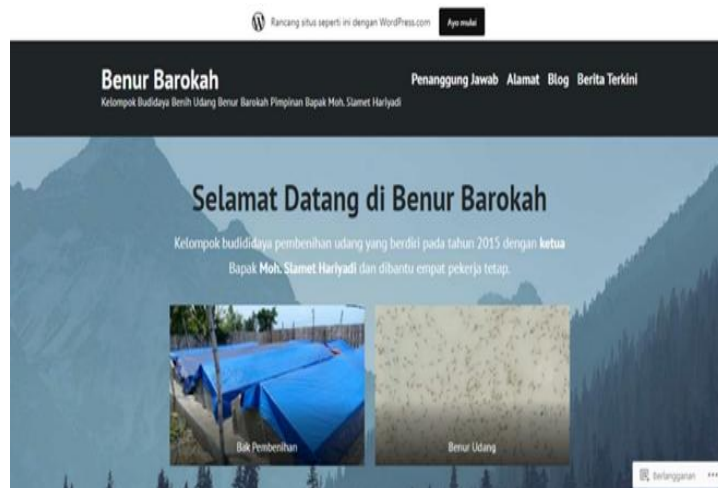 Rancang situs seperti ini dengan WordPress.com
Ayo mulai
Benur Barokah
Kelompok Budidaya Benih Udang Benur Barokah Pimpinan Bapak Moh. Slamet Hariyadi
Penanggung Jawab Alamat Blog Berita Terkini
Selamat Datang di Benur Barokah
Kelompok budididaya pembenihan udang yang berdiri pada tahun 2015 dengan ketua
Bapak Moh. Slamet Hariyadi dan dibantu empat pekerja tetap.
Bak Pembenihan
Benur Udang
Berlangganan